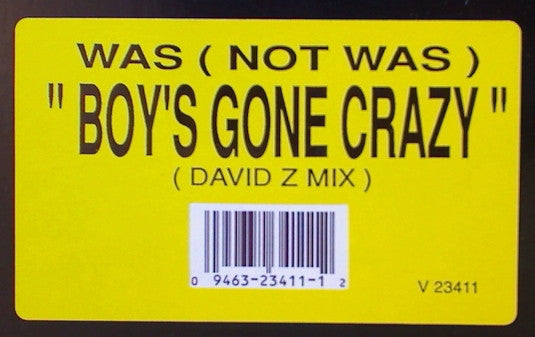 WAS ( NOT WAS )
" BOY'S GONE CRAZY "
( DAVID Z MIX )
0 9463-23411-1 2
V 23411